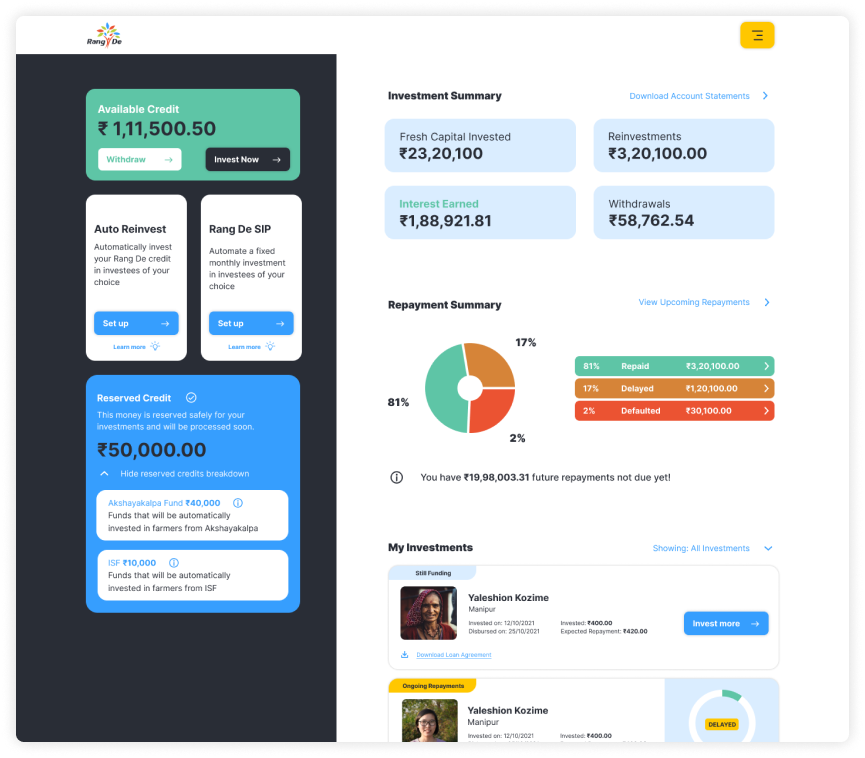 Rang De
Available Credit
₹ 1,11,500.50
Withdraw
Invest Now
Auto Reinvest
Automatically invest
your Rang De credit
in investees of your
choice
Set up
Learn more
Rang De SIP
Automate a fixed
monthly investment
in investees of your
choice
Set up
Learn more
Reserved Credit
This money is reserved safely for your
investments and will be processed soon.
₹50,000.00
Hide reserved credits breakdown
Akshayakalpa Fund ₹40,000
Funds that will be automatically
invested in farmers from Akshayakalpa
ISF ₹10,000
Funds that will be automatically
invested in farmers from ISF
Investment Summary
Download Account Statements
Fresh Capital Invested
₹23,20,100
Reinvestments
₹3,20,100.00
Interest Earned
₹1,88,921.81
Withdrawals
₹58,762.54
Repayment Summary
View Upcoming Repayments
17%
81%
2%
81% Repaid ₹3,20,100.00
17% Delayed ₹1,20,100.00
2% Defaulted ₹30,100.00
You have ₹19,98,003.31 future repayments not due yet!
My Investments
Showing: All Investments
Still Funding
Yaleshion Kozime
Manipur
Invested on: 12/10/2021 Invested: ₹400.00
Disbursed on: 25/10/2021 Expected Repayment: ₹420.00
Invest more
Download Loan Agreement
Ongoing Repayments
Yaleshion Kozime
Manipur
Invested on: 12/10/2021 Invested: ₹400.00
DELAYED